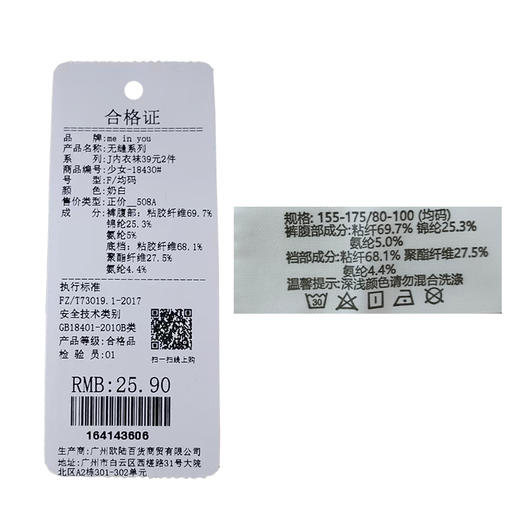 合格证
品 牌:me in you
产品名称:无缝系列
系 列:J内衣袜39元2件
产品编号:少女-18430#
号 型:F/均码
颜 色:奶白
售价类型:正价__508A
成 分:裤腹部：粘胶纤维69.7%
锦纶25.3%
氨纶5%
底档：粘胶纤维68.1%
聚酯纤维27.5%
氨纶4.4%
执行标准
FZ/T73019.1-2017
安全技术类别
GB18401-2010B类
产品等级:合格品
检 验 员:01
扫一扫线上购
RMB:25.90
164143606
生产商:广州欧陆百货商贸有限公司
地址:广州市白云区西槎路31号大院
北区A2栋301-302单元
规格: 155-175/80-100 (均码)
裤腹部成分:粘纤69.7% 锦纶25.3%
氨纶5.0%
裆部成分:粘纤68.1% 聚酯纤维27.5%
氨纶4.4%
温馨提示:深浅颜色请勿混合洗涤
30